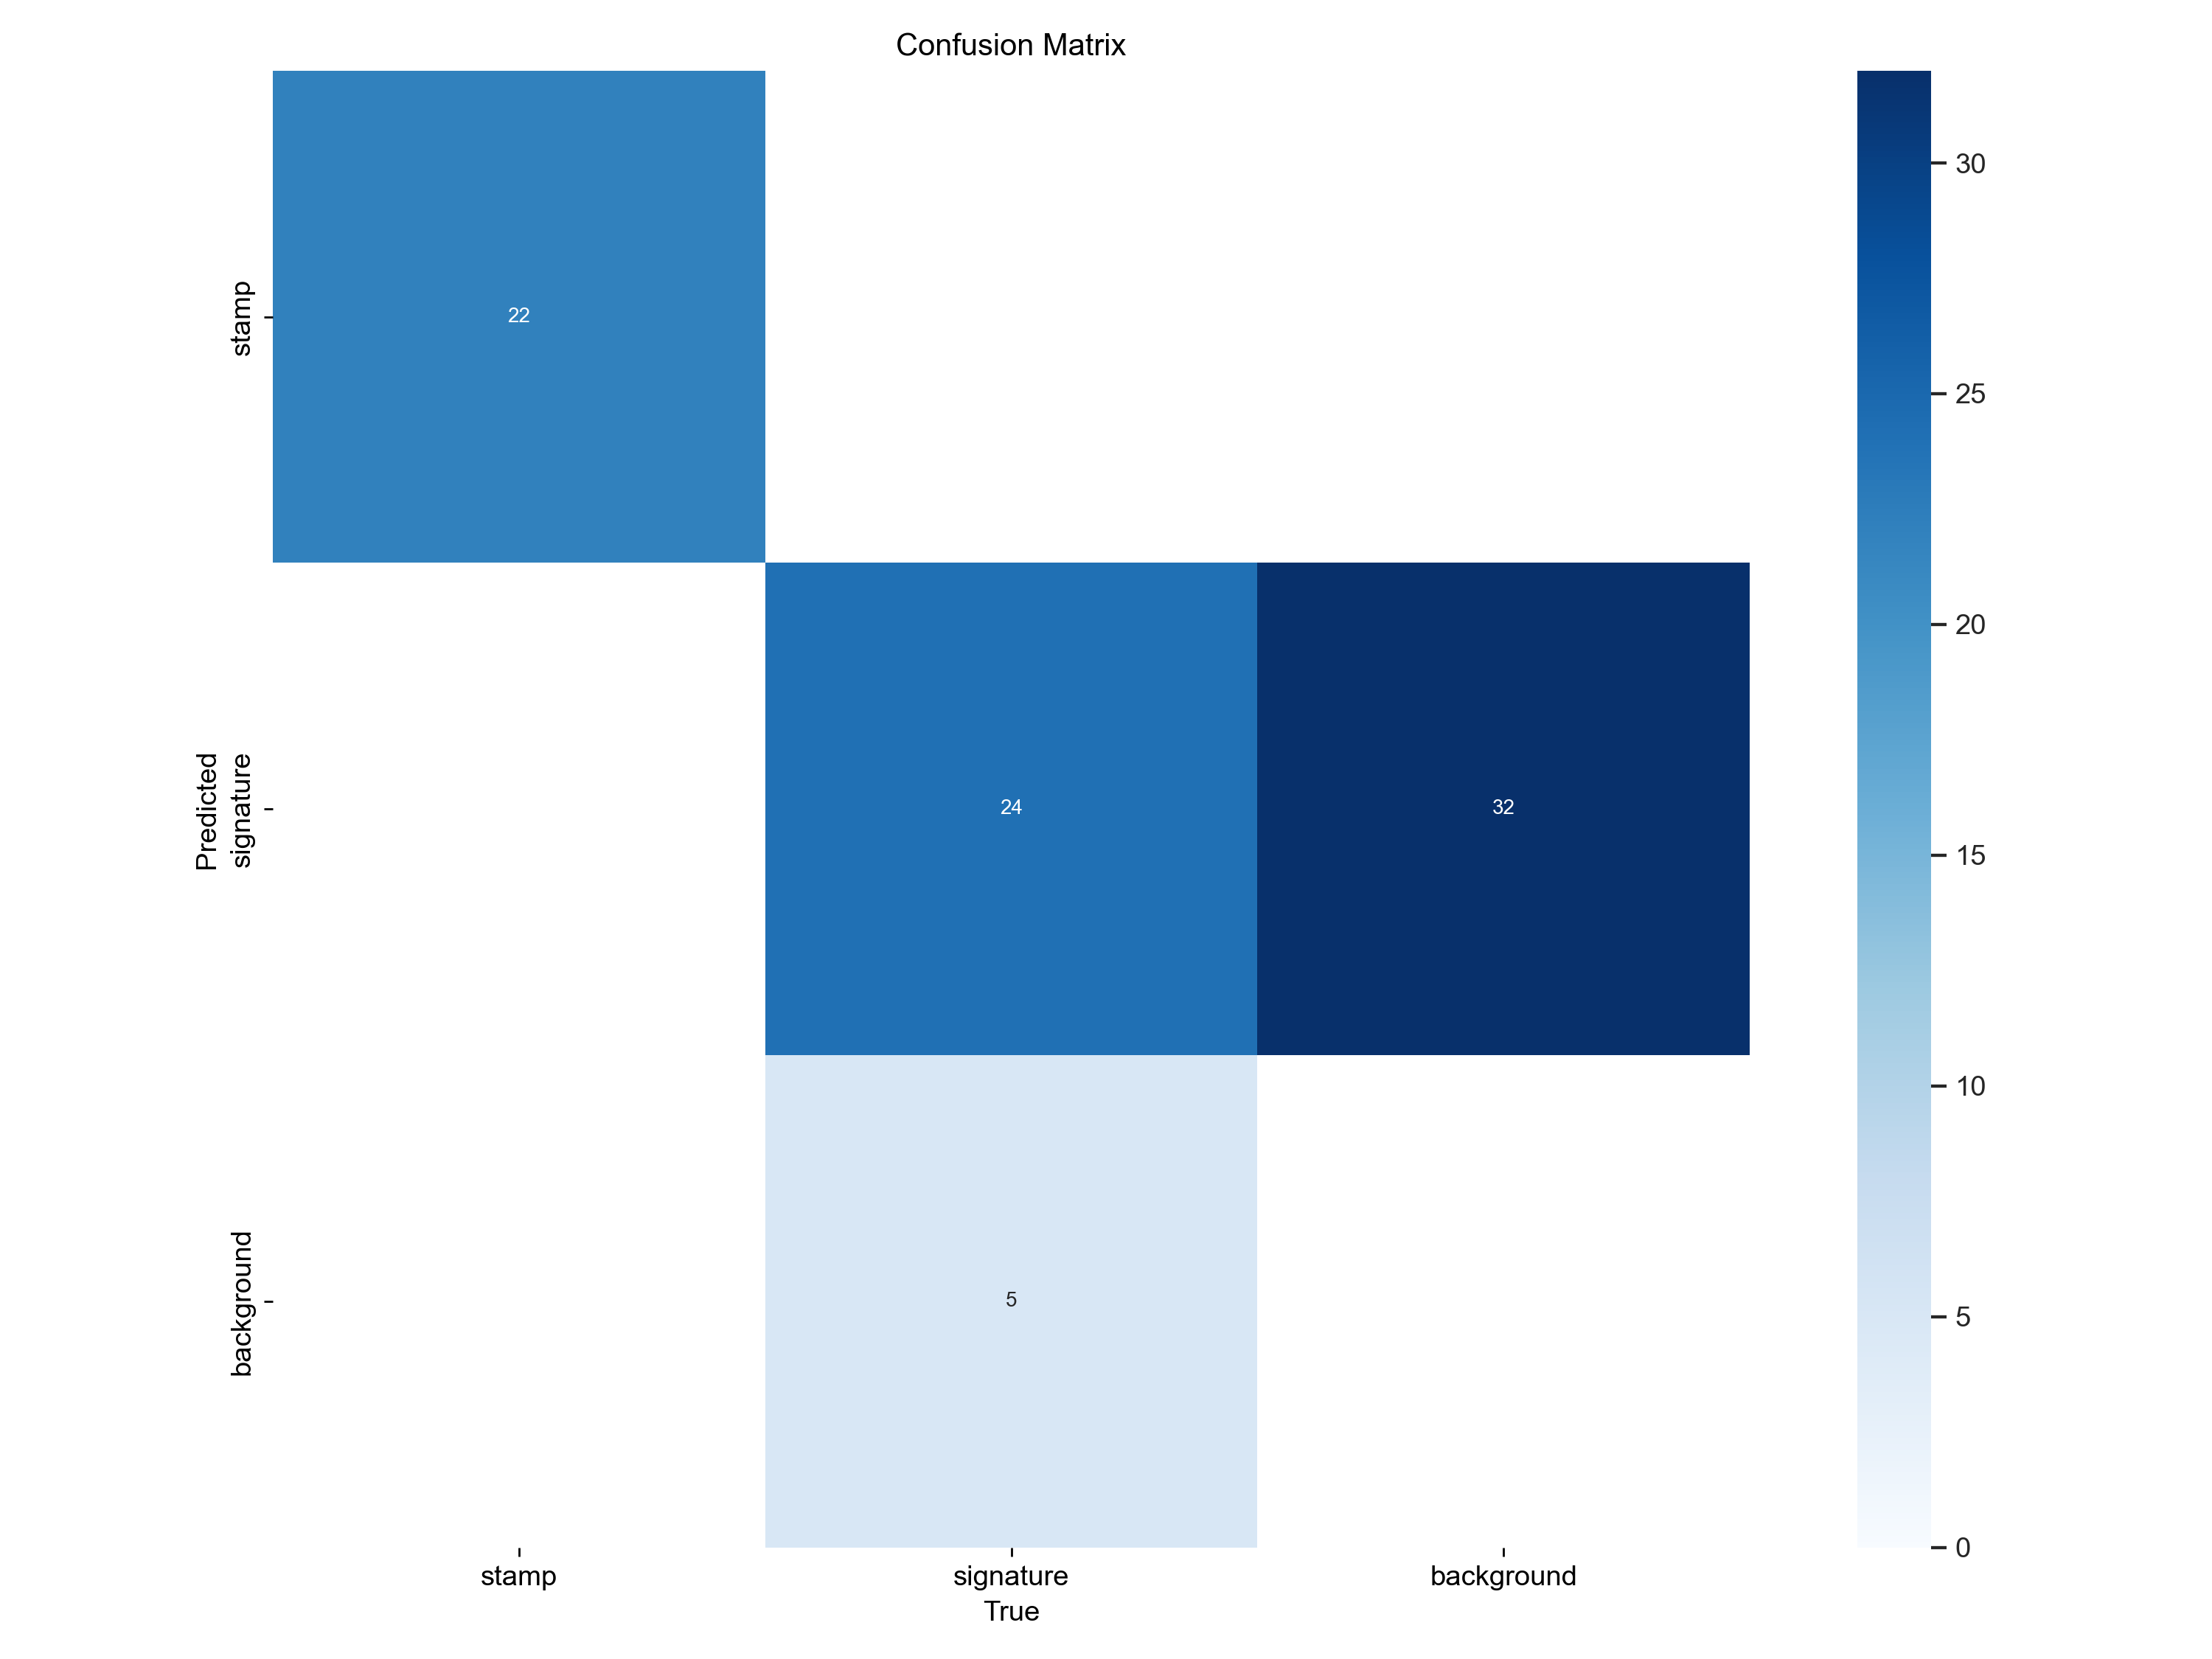 Confusion Matrix
stamp
22
Predicted
signature
24
32
background
5
stamp
signature
background
True
30
25
20
15
10
5
0